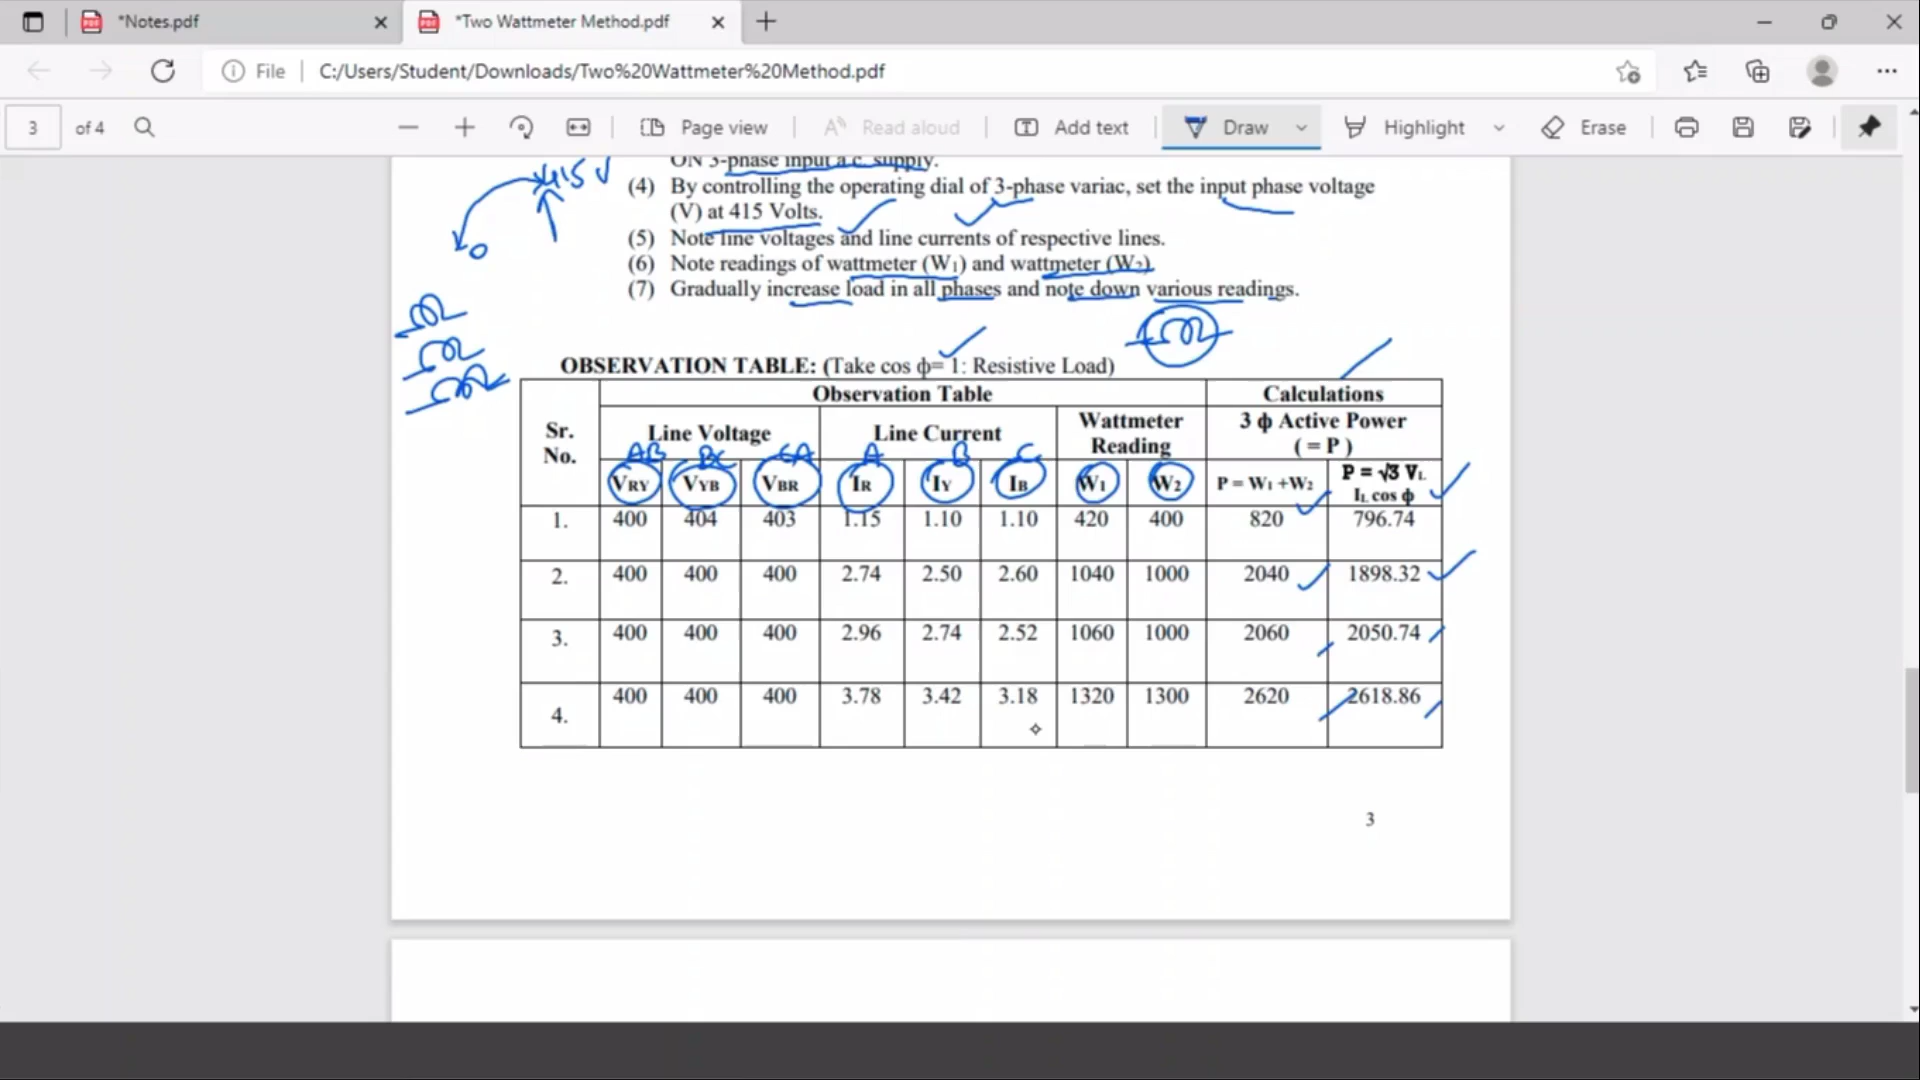 *Notes.pdf
*Two Wattmeter Method.pdf
File
C:/Users/Student/Downloads/Two%20Wattmeter%20Method.pdf
3 of 4
Page view
Read aloud
Add text
Draw
Highlight
Erase
ON 3-phase input a.c. supply.
415 V
0
(4) By controlling the operating dial of 3-phase variac, set the input phase voltage
(V) at 415 Volts.
(5) Note line voltages and line currents of respective lines.
(6) Note readings of wattmeter (W₁) and wattmeter (W₂).
(7) Gradually increase load in all phases and note down various readings.
OBSERVATION TABLE: (Take cos ϕ= 1: Resistive Load)
Sr. No. Observation Table Calculations
Line Voltage Line Current Wattmeter Reading 3 ϕ Active Power ( = P )
AB BC CA A B C
VRY VYB VBR IR IY IB W₁ W₂ P = W₁ +W₂ P = √3 VL IL cos ϕ
1. 400 404 403 1.15 1.10 1.10 420 400 820 796.74
2. 400 400 400 2.74 2.50 2.60 1040 1000 2040 1898.32
3. 400 400 400 2.96 2.74 2.52 1060 1000 2060 2050.74
4. 400 400 400 3.78 3.42 3.18 1320 1300 2620 2618.86
3